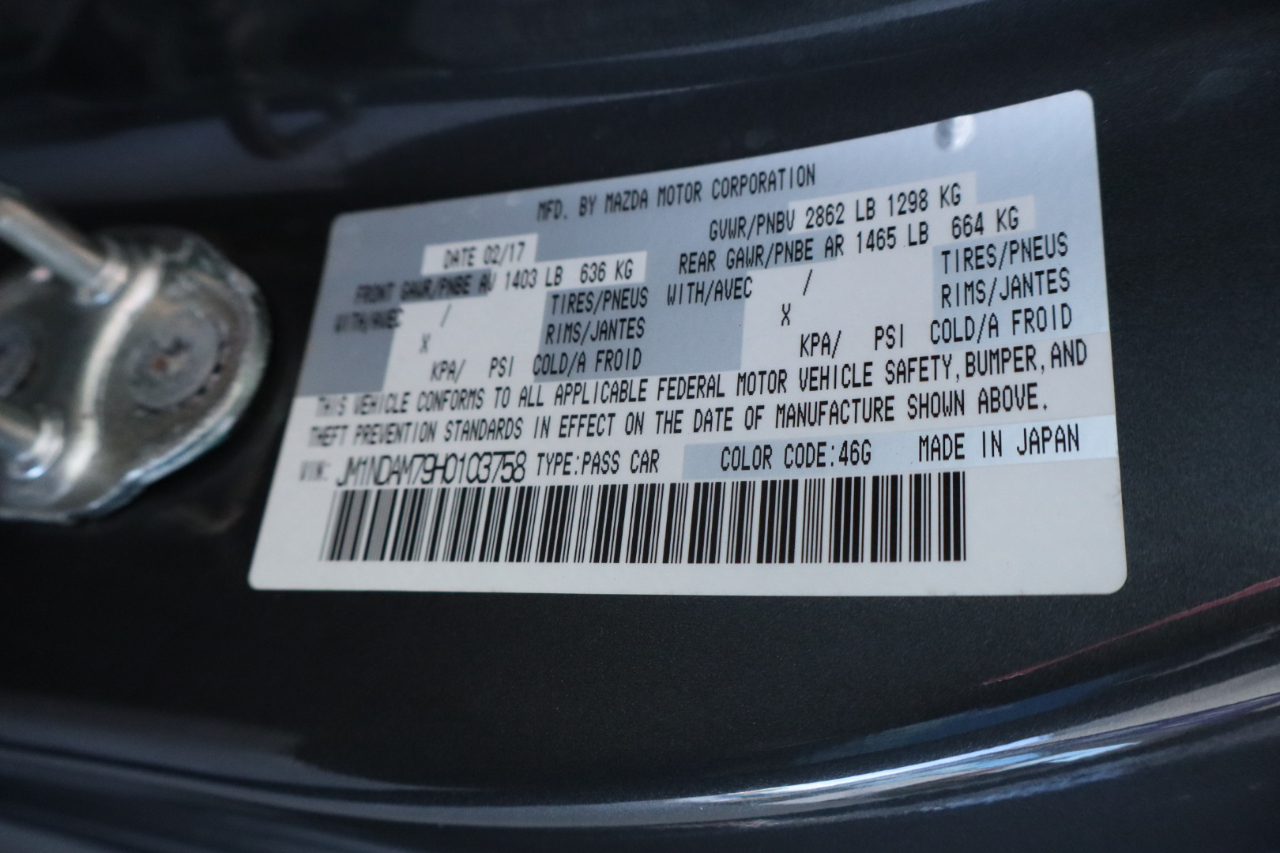 MFD. BY MAZDA MOTOR CORPORATION
DATE 02/17 GVWR/PNBV 2862 LB 1298 KG
FRONT GAWR/PNBE AV 1403 LB 636 KG REAR GAWR/PNBE AR 1465 LB 664 KG
WITH/AVEC / TIRES/PNEUS WITH/AVEC / TIRES/PNEUS
X RIMS/JANTES X RIMS/JANTES
KPA/ PSI COLD/A FROID KPA/ PSI COLD/A FROID
THIS VEHICLE CONFORMS TO ALL APPLICABLE FEDERAL MOTOR VEHICLE SAFETY, BUMPER, AND
THEFT PREVENTION STANDARDS IN EFFECT ON THE DATE OF MANUFACTURE SHOWN ABOVE.
VIN: JM1NDAM79H0103758 TYPE:PASS CAR COLOR CODE:46G MADE IN JAPAN